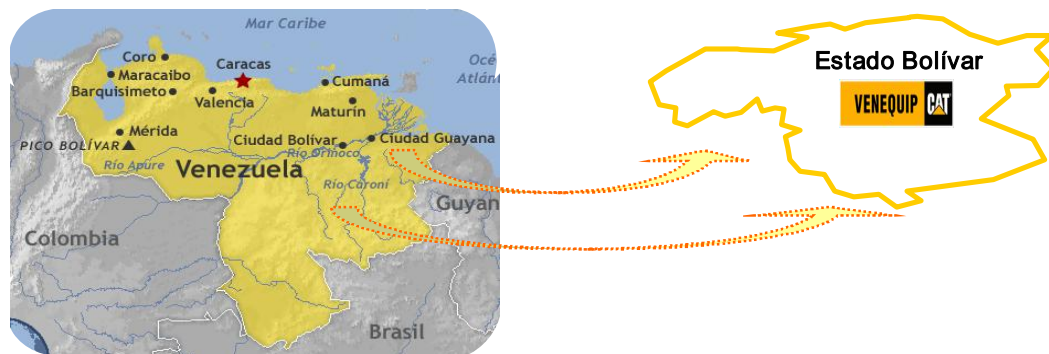 Mar Caribe
Océ
Atlán
Coro
Caracas
Maracaibo
Cumaná
Barquisimeto
Valencia
Maturín
Mérida
Ciudad Bolívar
Ciudad Guayana
PICO BOLÍVAR
Río Orinoco
Río Apure
Venezuela
Río Caroní
Guyan
Colombia
Brasil
Estado Bolívar
VENEQUIP CAT